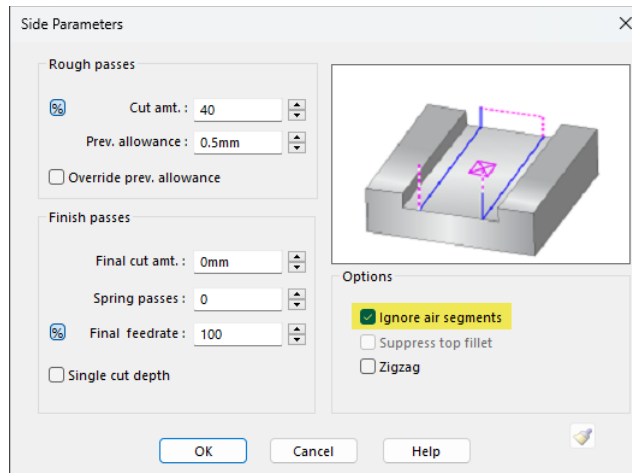 Side Parameters
Rough passes
% Cut amt. : 40
Prev. allowance : 0.5mm
Override prev. allowance
Finish passes
Final cut amt. : 0mm
Spring passes : 0
% Final feedrate : 100
Single cut depth
Options
Ignore air segments
Suppress top fillet
Zigzag
OK
Cancel
Help